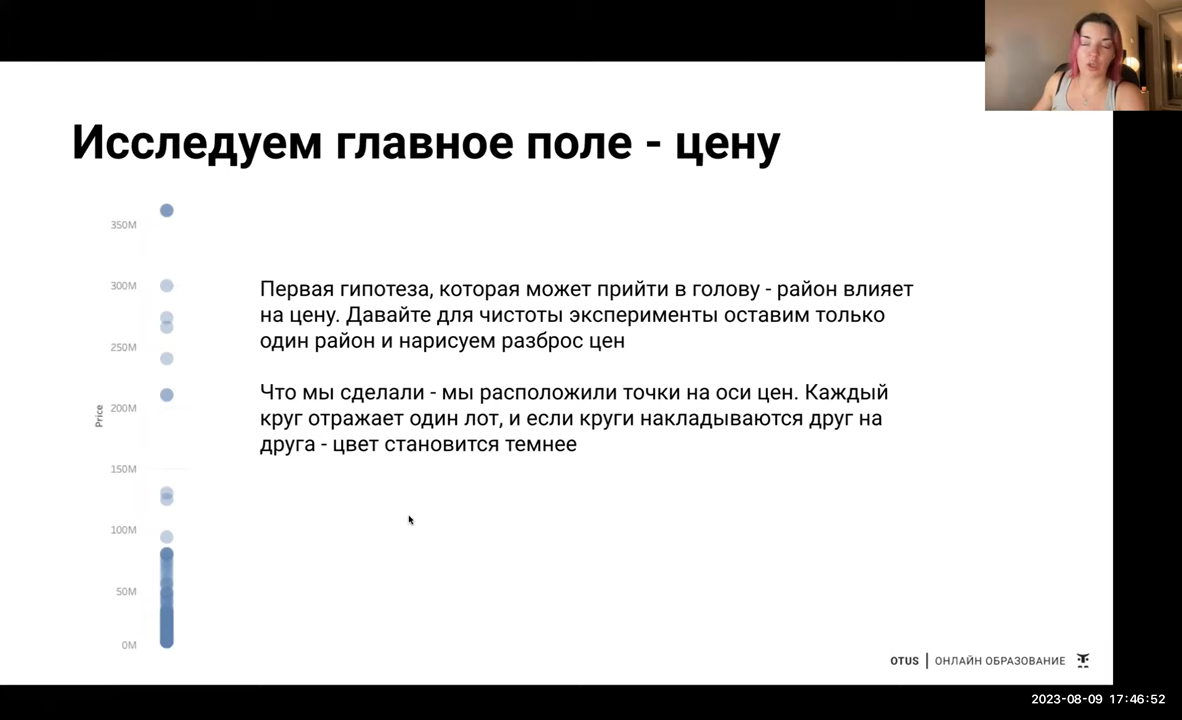 Исследуем главное поле - цену
350M
300M
250M
200M
150M
100M
50M
0M
Price
Первая гипотеза, которая может прийти в голову - район влияет
на цену. Давайте для чистоты эксперименты оставим только
один район и нарисуем разброс цен
Что мы сделали - мы расположили точки на оси цен. Каждый
круг отражает один лот, и если круги накладываются друг на
друга - цвет становится темнее
OTUS | ОНЛАЙН ОБРАЗОВАНИЕ
2023-08-09 17:46:52